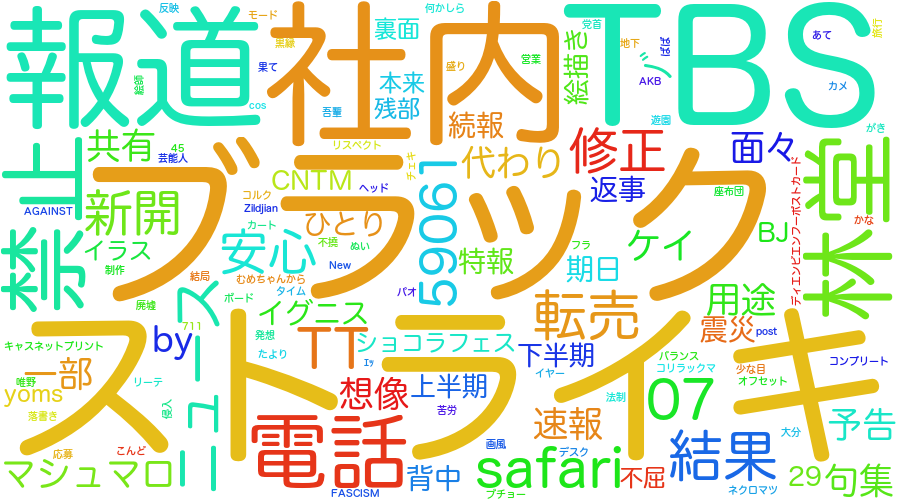 反映
モード
何かしら
党首
あて
旅行
報道
社内
TBS
黒縁
裏面
営業
地下
ぱぱ
果て
盛り
絵描き
ップ
AKB
カメ
絵師
cos
吾輩
本来
残部
遊園
がき
禁止
共有
45
芸能人
リスペクト
チェキ
続報
代わり
修正
面々
林堂
ブラック
CNTM
ヘッド
59061
返事
座布団
コルク
AGAINST
Zildjian
新開
カート
ひとり
BJ
かな
イラス
安心
不撓
ぬい
特報
フラ
ケイ
ディエンビエンフーポストカード
制作
結局
New
期日
むめちゃんから
タイム
パオ
ニュース
ボード
廃墟
イグニス
転売
用途
711
by
発想
TT
ショコラフェス
震災
post
ストライキ
キャスネットプリント
たより
エッ
下半期
バランス
コンプリート
一部
唯野
リーテ
イヤー
コリラックマ
少な目
オフセット
yoms
想像
上半期
07
落書き
侵入
苦労
速報
法制
予告
電話
画風
結果
大分
応募
こんど
safari
デスク
マシュマロ
背中
不屈
29
句集
FASCISM
プチョー
ネクロマツ